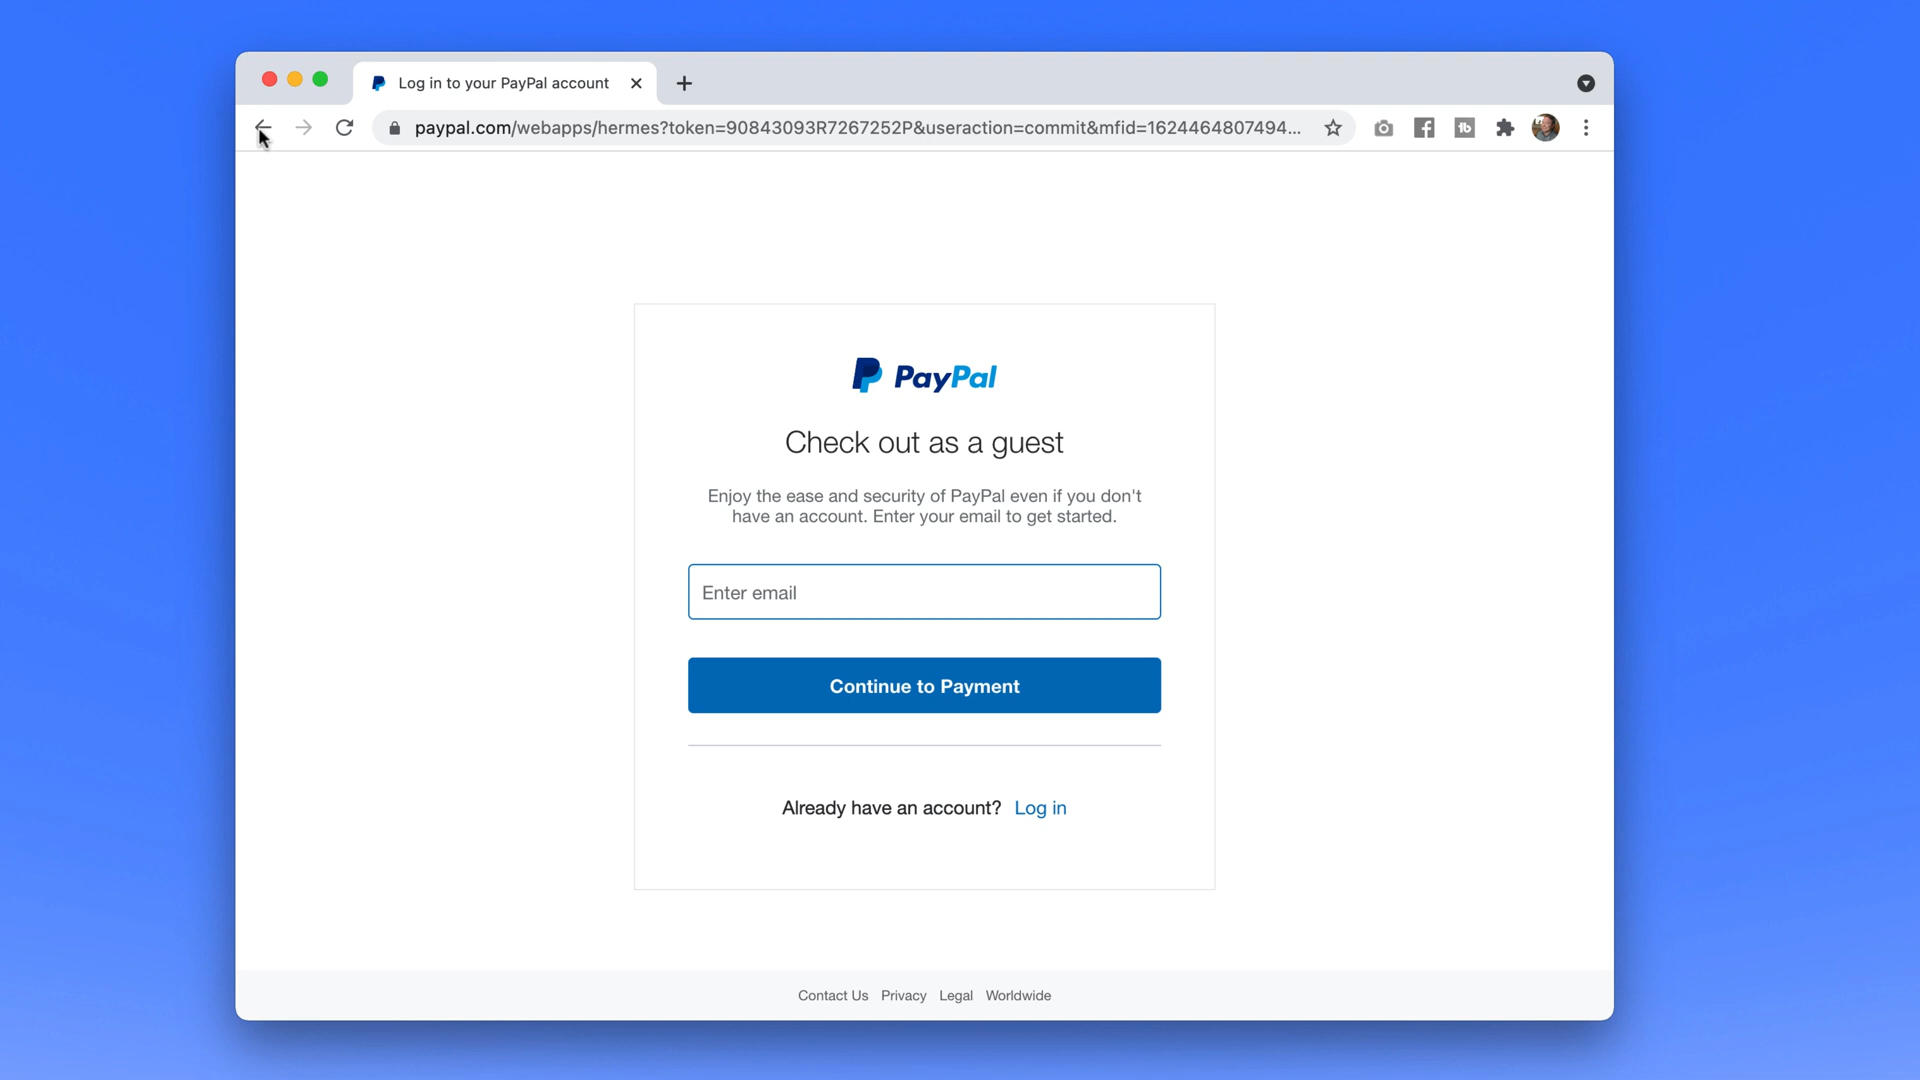 Log in to your PayPal account
paypal.com/webapps/hermes?token=90843093R7267252P&useraction=commit&mfid=1624464807494...
PayPal
Check out as a guest
Enjoy the ease and security of PayPal even if you don't
have an account. Enter your email to get started.
Enter email
Continue to Payment
Already have an account? Log in
Contact Us Privacy Legal Worldwide